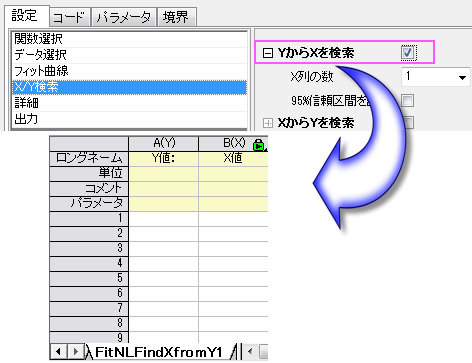 設定 コード パラメータ 境界
関数選択
データ選択
フィット曲線
X/Y検索
詳細
出力
YからXを検索
X列の数 1
95%信頼区間を
XからYを検索
A(Y) B(X)
ロングネーム Y値: X値
単位
コメント
パラメータ
1
2
3
4
5
6
7
8
9
FitNLFindXfromY1